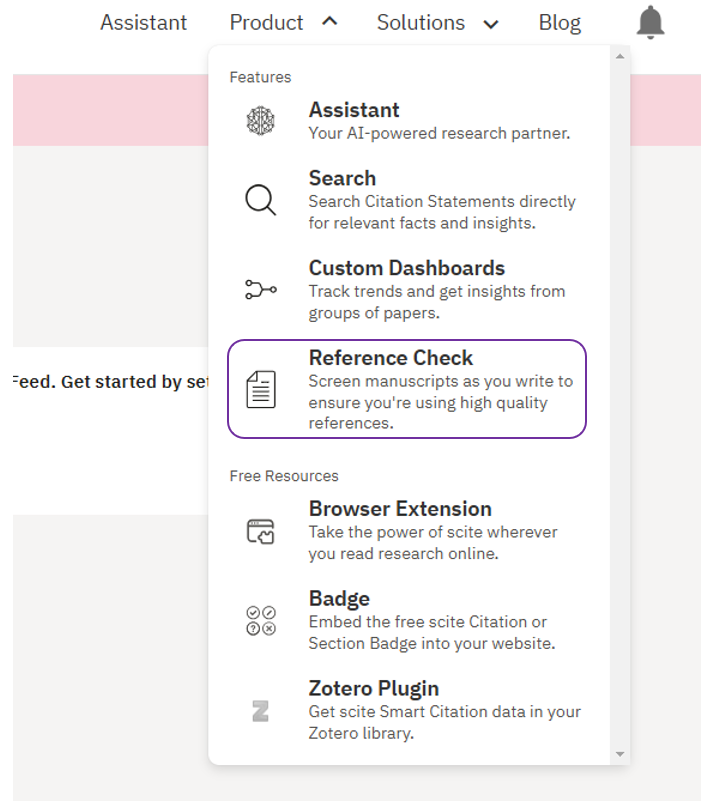 Assistant Product Solutions Blog
Features
Assistant
Your AI-powered research partner.
Search
Search Citation Statements directly
for relevant facts and insights.
Custom Dashboards
Track trends and get insights from
groups of papers.
Feed. Get started by set
Reference Check
Screen manuscripts as you write to
ensure you're using high quality
references.
Free Resources
Browser Extension
Take the power of scite wherever
you read research online.
Badge
Embed the free scite Citation or
Section Badge into your website.
Zotero Plugin
Get scite Smart Citation data in your
Zotero library.